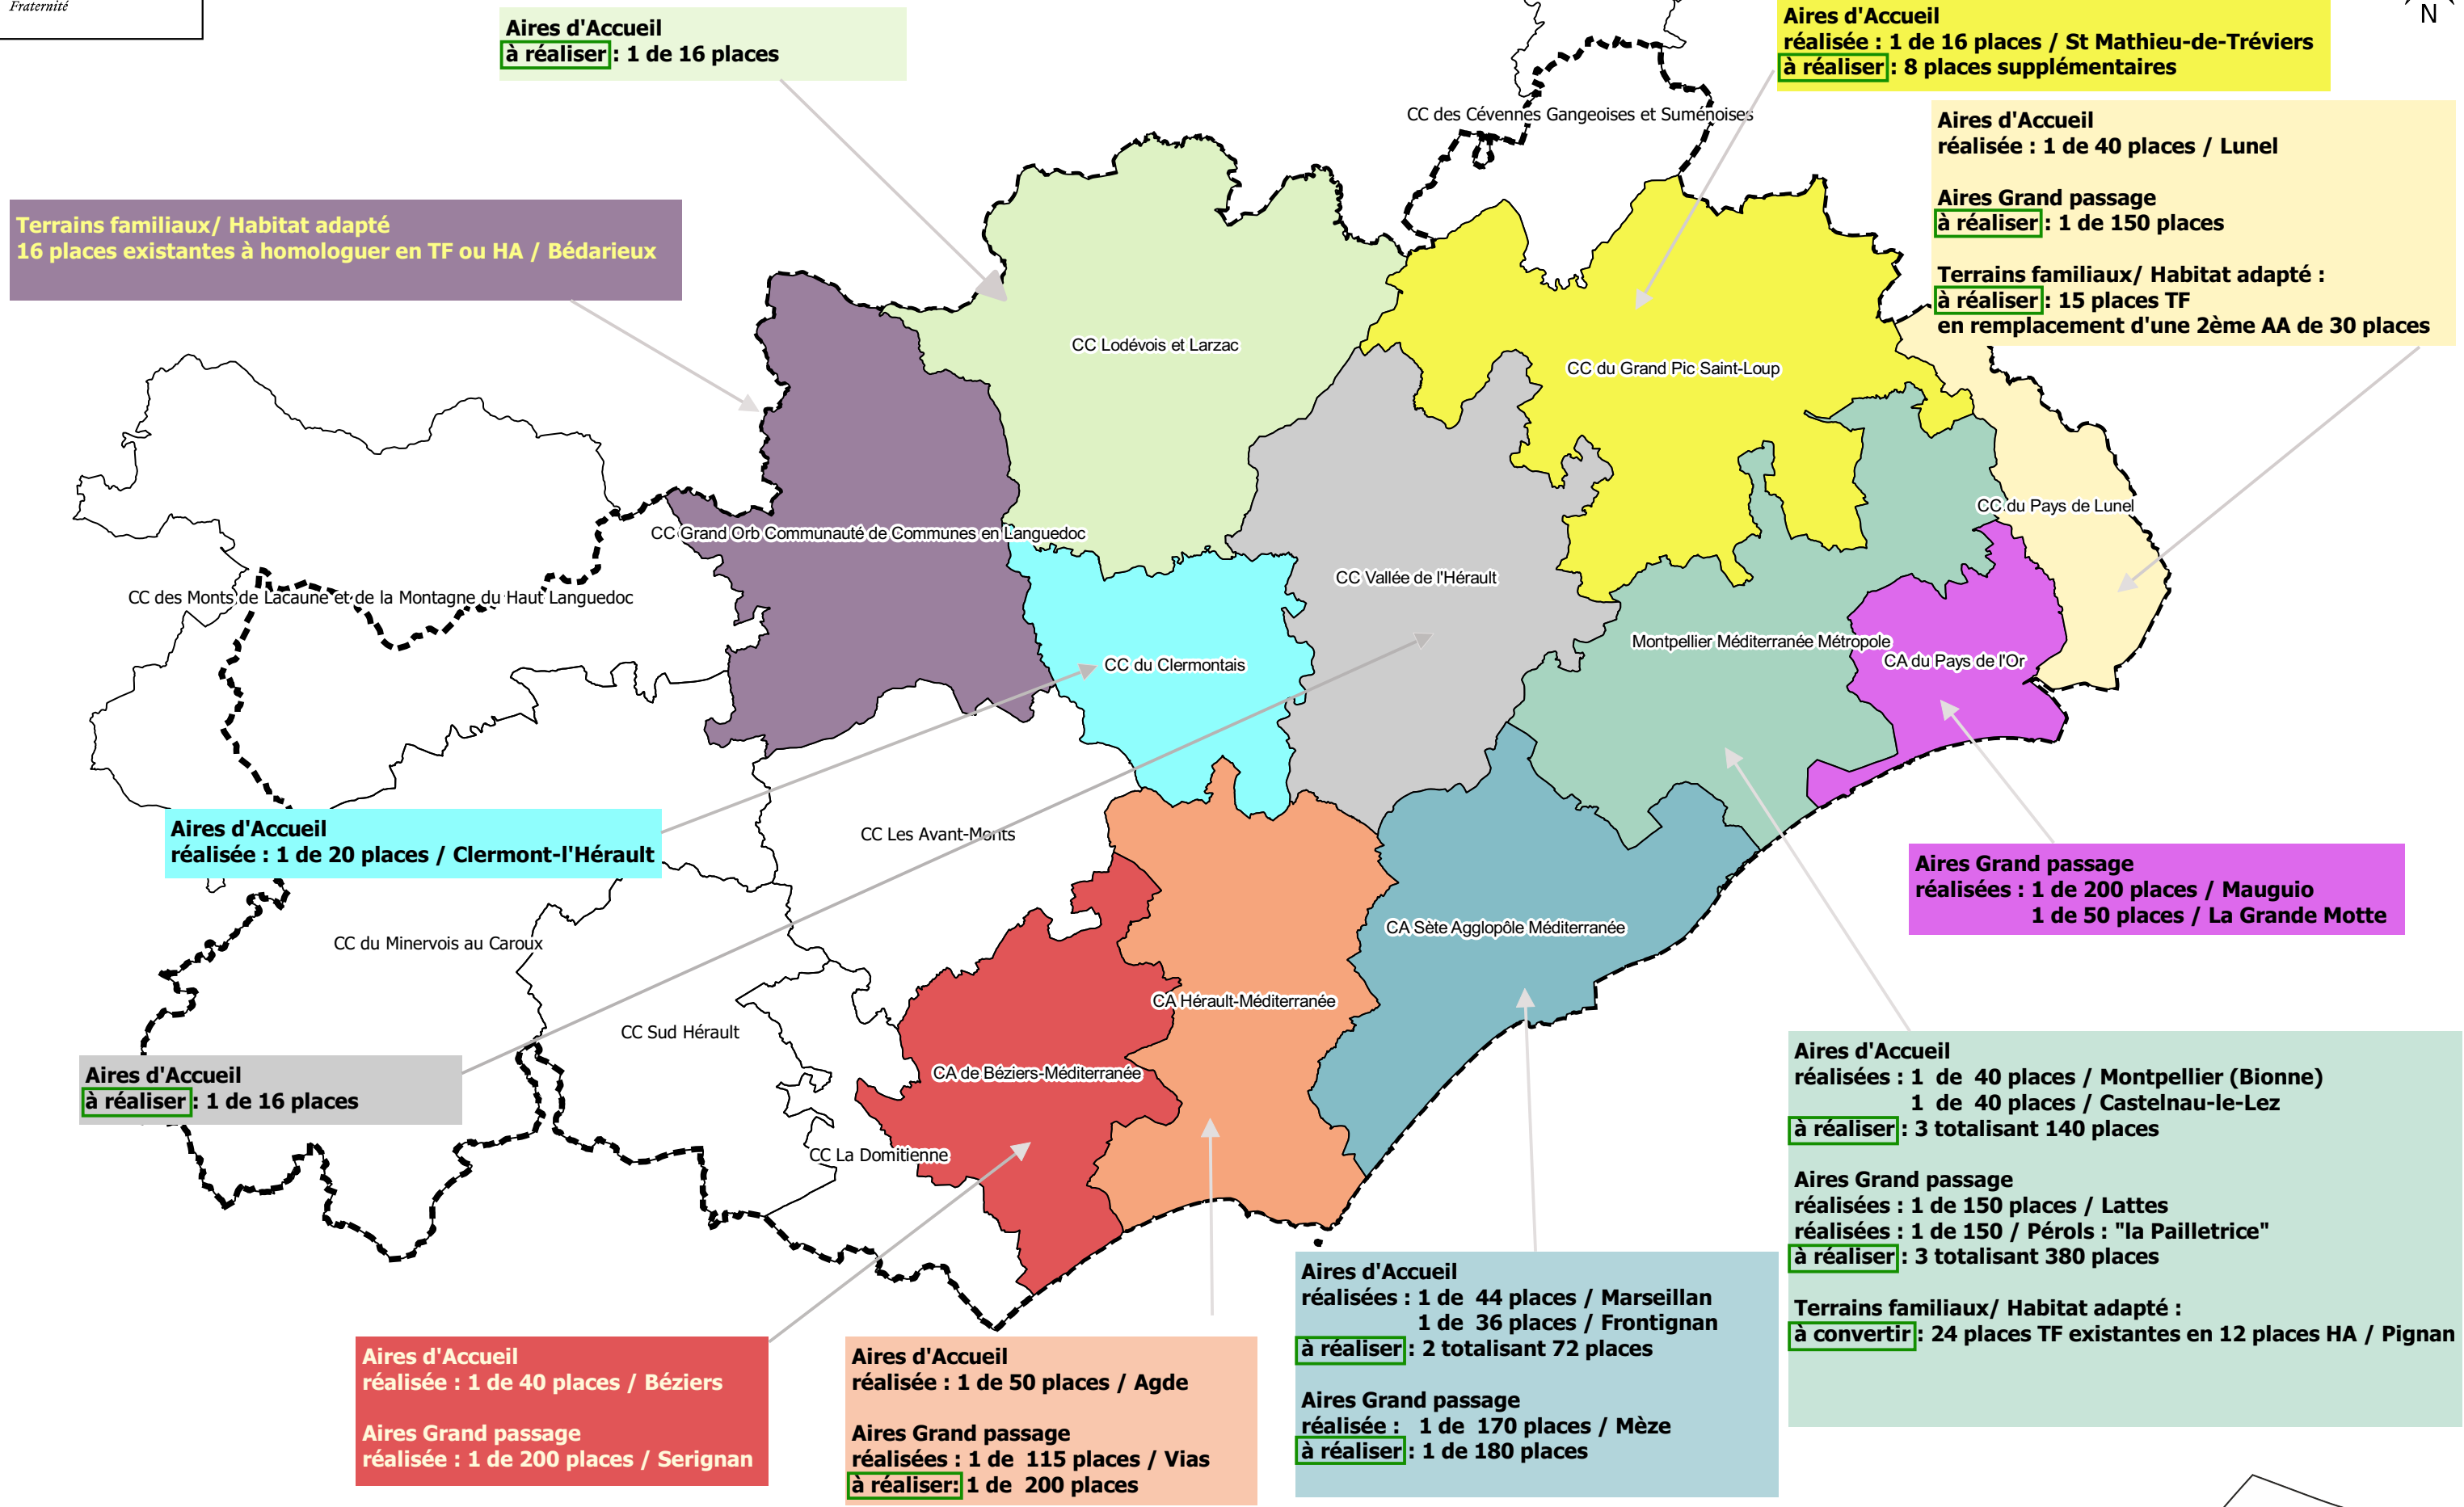 Fraternité
N
Aires d'Accueil
à réaliser : 1 de 16 places
Aires d'Accueil
réalisée : 1 de 16 places / St Mathieu-de-Tréviers
à réaliser : 8 places supplémentaires
Aires d'Accueil
réalisée : 1 de 40 places / Lunel
Aires Grand passage
à réaliser : 1 de 150 places
Terrains familiaux/ Habitat adapté :
à réaliser : 15 places TF
en remplacement d'une 2ème AA de 30 places
Terrains familiaux/ Habitat adapté
16 places existantes à homologuer en TF ou HA / Bédarieux
CC des Cévennes Gangeoises et Suménoises
CC Lodévois et Larzac
CC du Grand Pic Saint-Loup
CC du Pays de Lunel
CC Grand Orb Communauté de Communes en Languedoc
CC Vallée de l'Hérault
CC des Monts de Lacaune et de la Montagne du Haut Languedoc
Montpellier Méditerranée Métropole
CA du Pays de l'Or
CC du Clermontais
Aires d'Accueil
réalisée : 1 de 20 places / Clermont-l'Hérault
CC Les Avant-Monts
Aires Grand passage
réalisées : 1 de 200 places / Mauguio
1 de 50 places / La Grande Motte
CC du Minervois au Caroux
CA Sète Agglopôle Méditerranée
CA Hérault-Méditerranée
CC Sud Hérault
CA de Béziers-Méditerranée
Aires d'Accueil
à réaliser : 1 de 16 places
CC La Domitienne
Aires d'Accueil
réalisées : 1 de 40 places / Montpellier (Bionne)
1 de 40 places / Castelnau-le-Lez
à réaliser : 3 totalisant 140 places
Aires Grand passage
réalisées : 1 de 150 places / Lattes
réalisées : 1 de 150 / Pérols : "la Pailletrice"
à réaliser : 3 totalisant 380 places
Terrains familiaux/ Habitat adapté :
à convertir : 24 places TF existantes en 12 places HA / Pignan
Aires d'Accueil
réalisée : 1 de 40 places / Béziers
Aires Grand passage
réalisée : 1 de 200 places / Serignan
Aires d'Accueil
réalisée : 1 de 50 places / Agde
Aires Grand passage
réalisées : 1 de 115 places / Vias
à réaliser: 1 de 200 places
Aires d'Accueil
réalisées : 1 de 44 places / Marseillan
1 de 36 places / Frontignan
à réaliser : 2 totalisant 72 places
Aires Grand passage
réalisée : 1 de 170 places / Mèze
à réaliser : 1 de 180 places